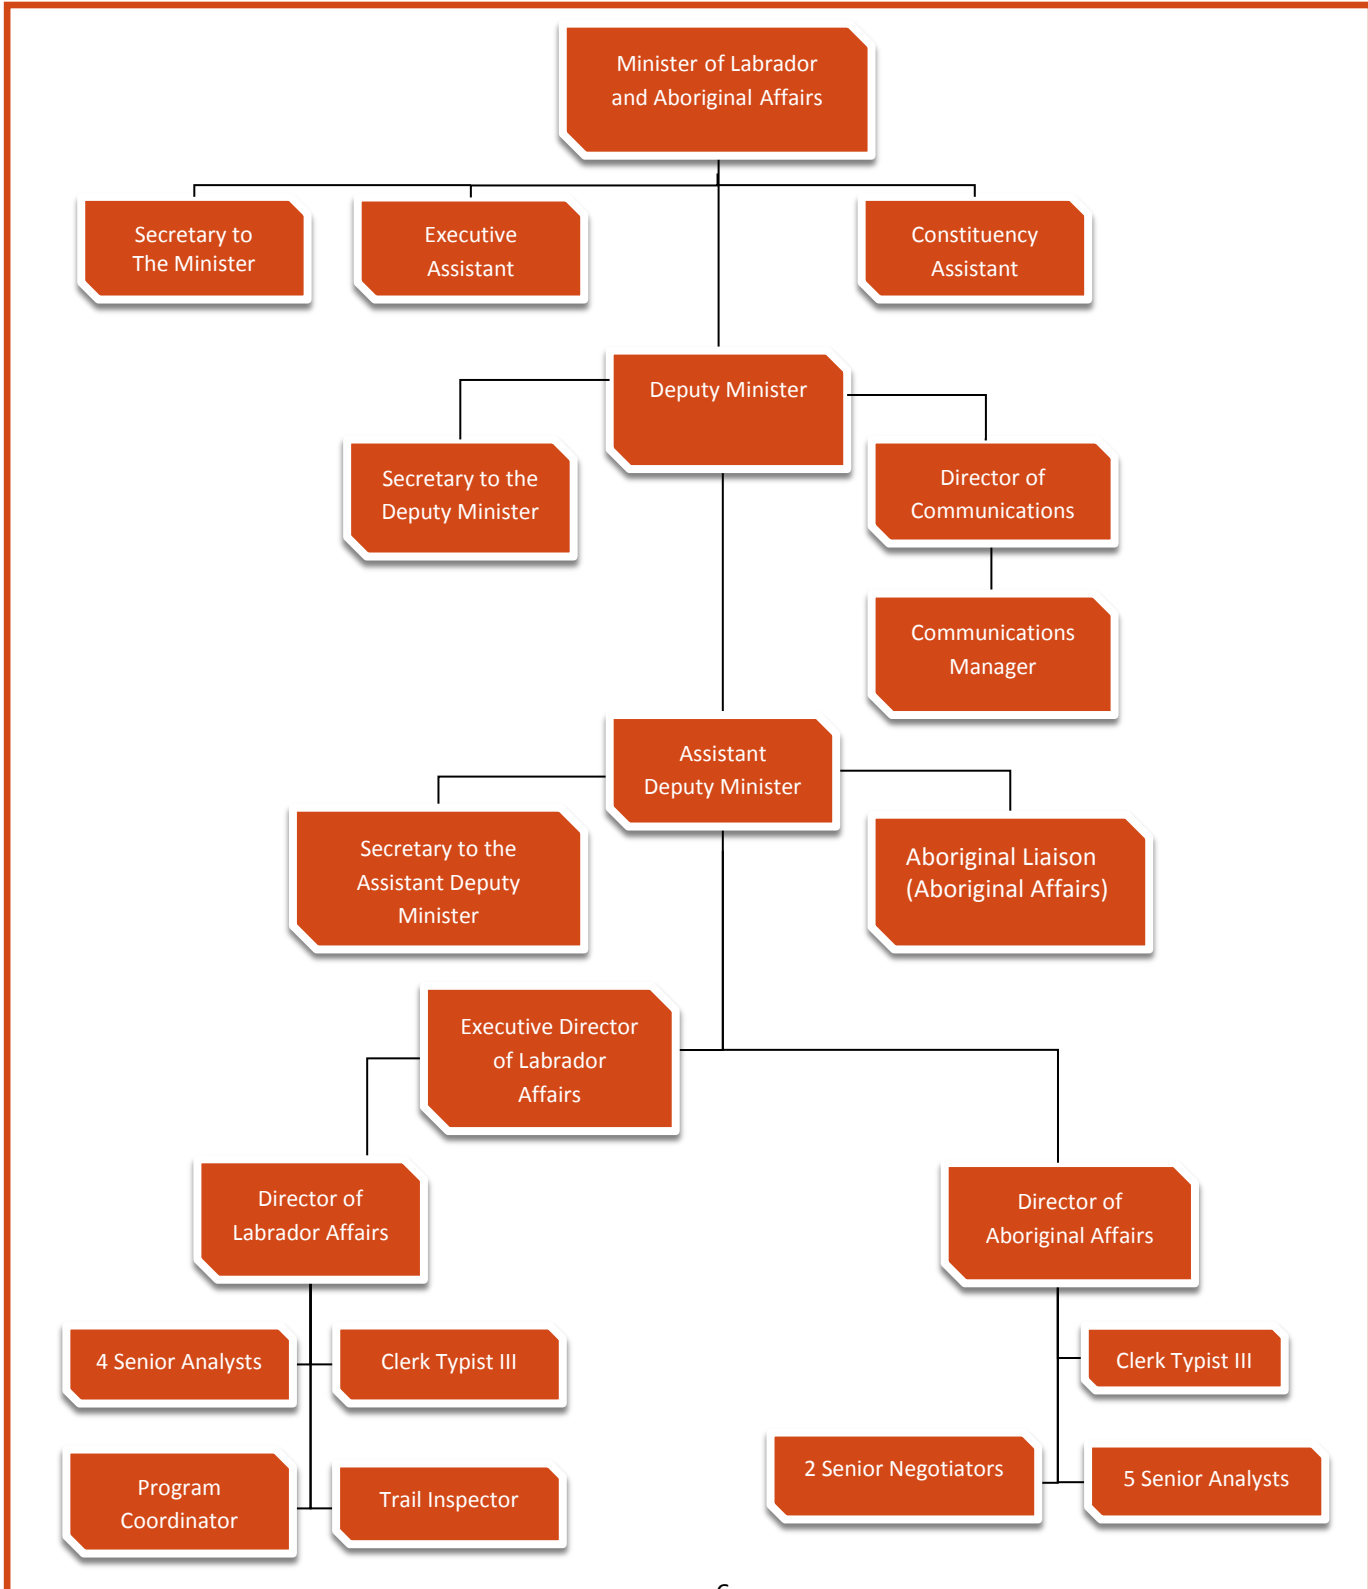 Minister of Labrador
and Aboriginal Affairs
Secretary to
The Minister
Executive
Assistant
Constituency
Assistant
Deputy Minister
Secretary to the
Deputy Minister
Director of
Communications
Communications
Manager
Assistant
Deputy Minister
Secretary to the
Assistant Deputy
Minister
Aboriginal Liaison
(Aboriginal Affairs)
Executive Director
of Labrador
Affairs
Director of
Labrador Affairs
Director of
Aboriginal Affairs
4 Senior Analysts
Clerk Typist III
Clerk Typist III
Program
Coordinator
Trail Inspector
2 Senior Negotiators
5 Senior Analysts